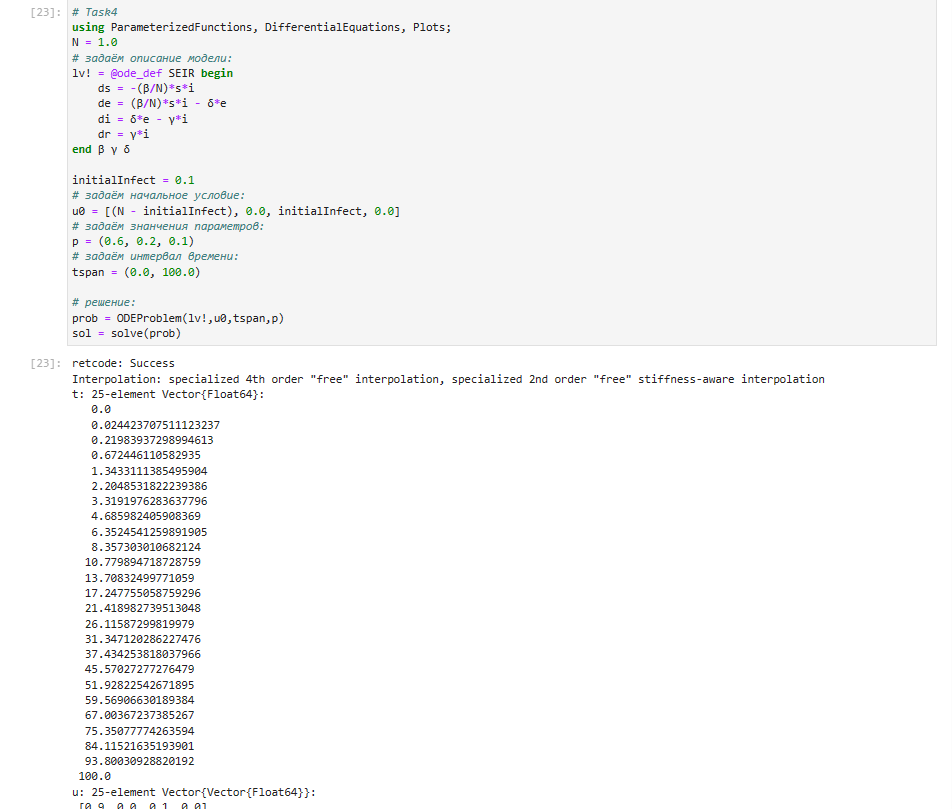 [23]: # Task4
using ParameterizedFunctions, DifferentialEquations, Plots;
N = 1.0
# задаём описание модели:
lv! = @ode_def SEIR begin
    ds = -(β/N)*s*i
    de = (β/N)*s*i - δ*e
    di = δ*e - γ*i
    dr = γ*i
end β γ δ

initialInfect = 0.1
# задаём начальное условие:
u0 = [(N - initialInfect), 0.0, initialInfect, 0.0]
# задаём знанчения параметров:
p = (0.6, 0.2, 0.1)
# задаём интервал времени:
tspan = (0.0, 100.0)

# решение:
prob = ODEProblem(lv!,u0,tspan,p)
sol = solve(prob)
[23]: retcode: Success
Interpolation: specialized 4th order "free" interpolation, specialized 2nd order "free" stiffness-aware interpolation
t: 25-element Vector{Float64}:
   0.0
   0.024423707511123237
   0.21983937298994613
   0.672446110582935
   1.3433111385495904
   2.2048531822239386
   3.3191976283637796
   4.685982405908369
   6.3524541259891905
   8.357303010682124
  10.779894718728759
  13.70832499771059
  17.247755058759296
  21.418982739513048
  26.11587299819979
  31.347120286227476
  37.434253818037966
  45.57027277276479
  51.92822542671895
  59.56906630189384
  67.00367237385267
  75.35077774263594
  84.11521635193901
  93.80030928820192
 100.0
u: 25-element Vector{Vector{Float64}}:
 [0.9, 0.0, 0.1, 0.0]